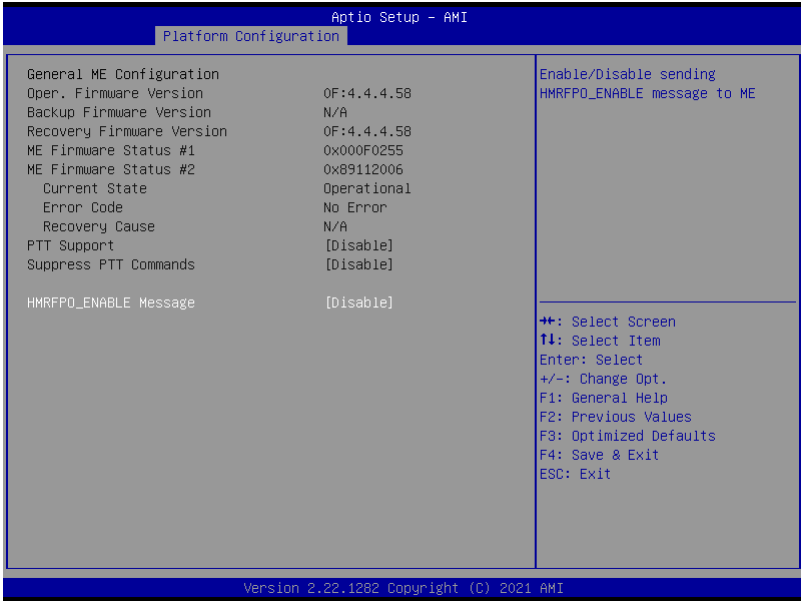 Aptio Setup – AMI
Platform Configuration
General ME Configuration
Oper. Firmware Version 0F:4.4.4.58
Backup Firmware Version N/A
Recovery Firmware Version 0F:4.4.4.58
ME Firmware Status #1 0x000F0255
ME Firmware Status #2 0x89112006
Current State Operational
Error Code No Error
Recovery Cause N/A
PTT Support [Disable]
Suppress PTT Commands [Disable]
HMRFPO_ENABLE Message [Disable]
Enable/Disable sending
HMRFPO_ENABLE message to ME
→←: Select Screen
↑↓: Select Item
Enter: Select
+/-: Change Opt.
F1: General Help
F2: Previous Values
F3: Optimized Defaults
F4: Save & Exit
ESC: Exit
Version 2.22.1282 Copyright (C) 2021 AMI